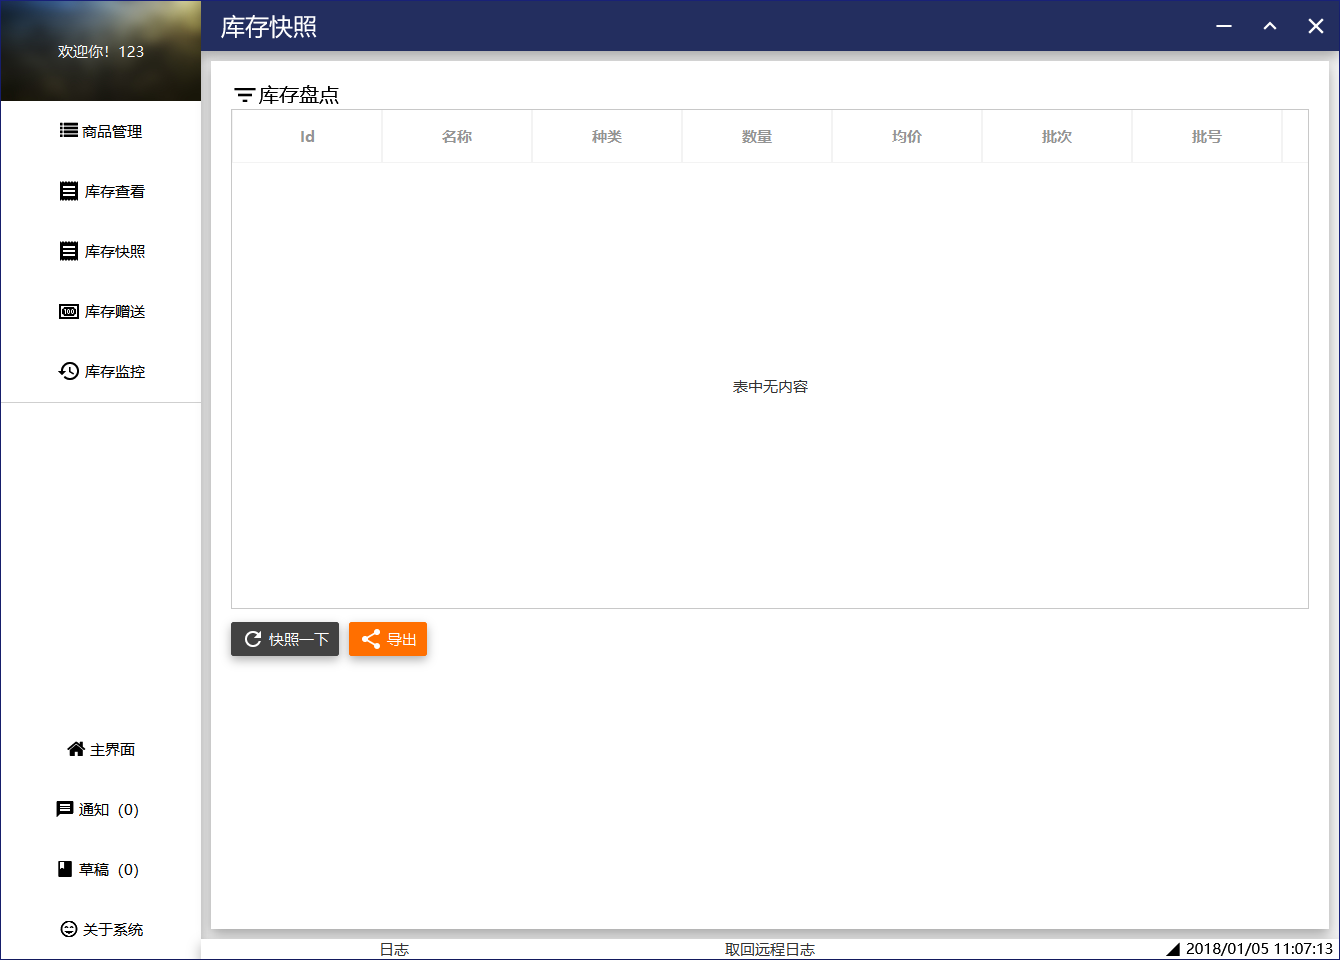 欢迎你！123
库存快照
商品管理
库存查看
库存快照
库存赠送
库存监控
库存盘点
Id 名称 种类 数量 均价 批次 批号
表中无内容
快照一下 导出
主界面
通知（0）
草稿（0）
关于系统
日志 取回远程日志 2018/01/05 11:07:13